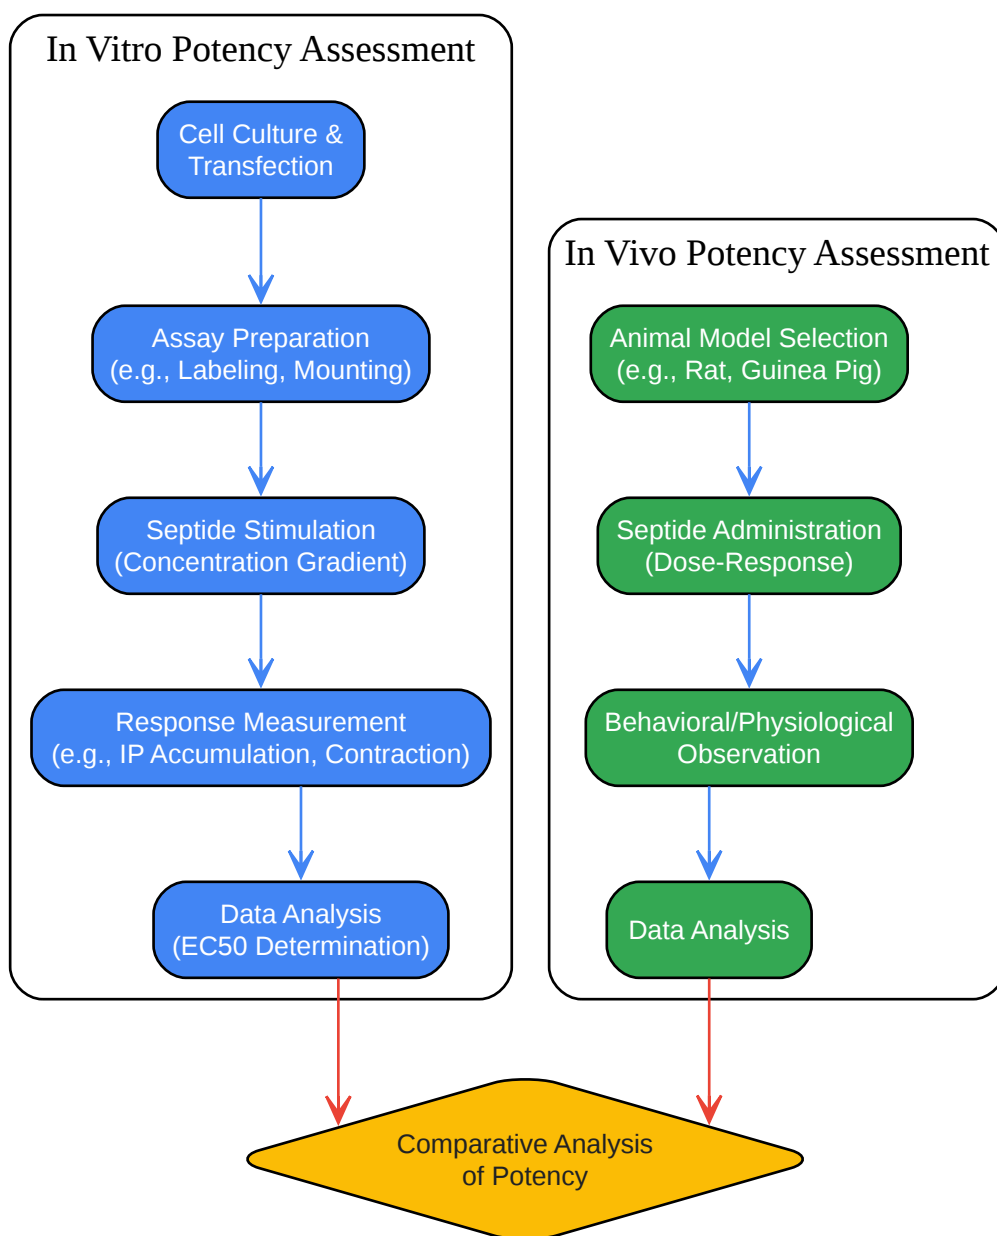 In Vitro Potency Assessment
Cell Culture &
Transfection
Assay Preparation
(e.g., Labeling, Mounting)
Septide Stimulation
(Concentration Gradient)
Response Measurement
(e.g., IP Accumulation, Contraction)
Data Analysis
(EC50 Determination)
In Vivo Potency Assessment
Animal Model Selection
(e.g., Rat, Guinea Pig)
Septide Administration
(Dose-Response)
Behavioral/Physiological
Observation
Data Analysis
Comparative Analysis
of Potency